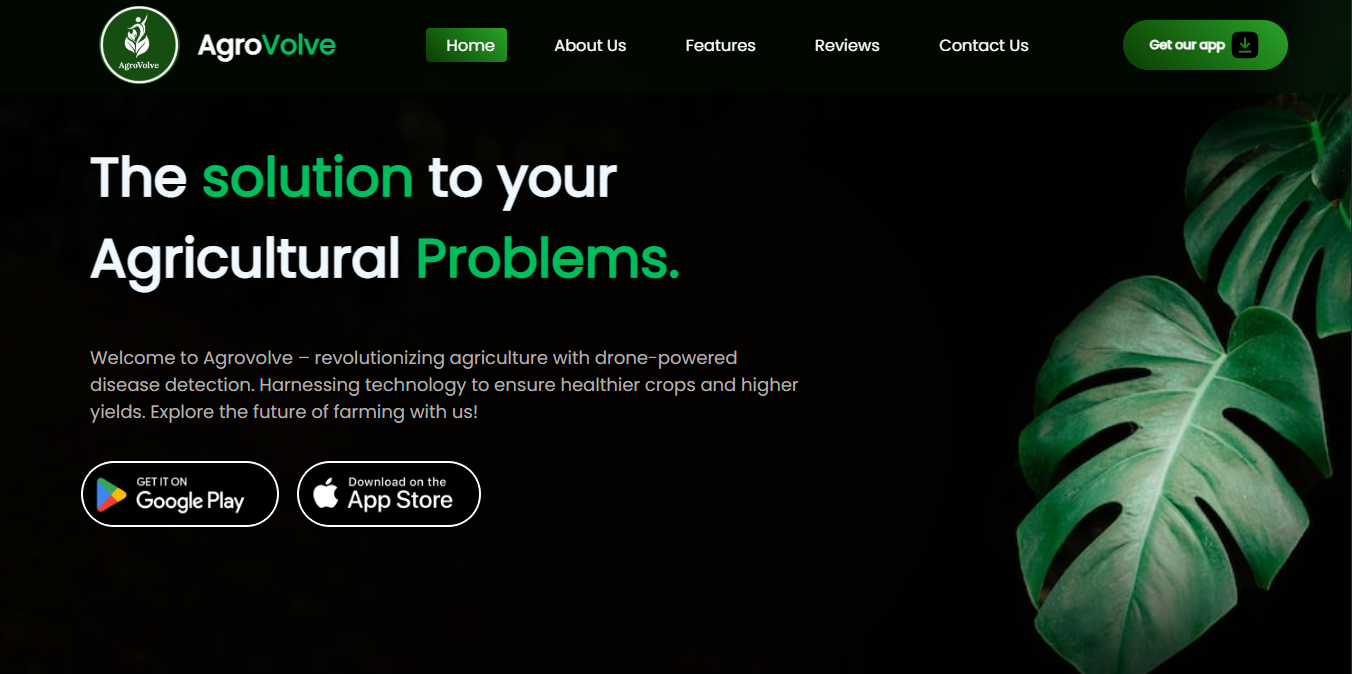 AgroVolve
AgroVolve
Home
About Us
Features
Reviews
Contact Us
Get our app
The solution to your
Agricultural Problems.
Welcome to Agrovolve – revolutionizing agriculture with drone-powered
disease detection. Harnessing technology to ensure healthier crops and higher
yields. Explore the future of farming with us!
GET IT ON
Google Play
Download on the
App Store